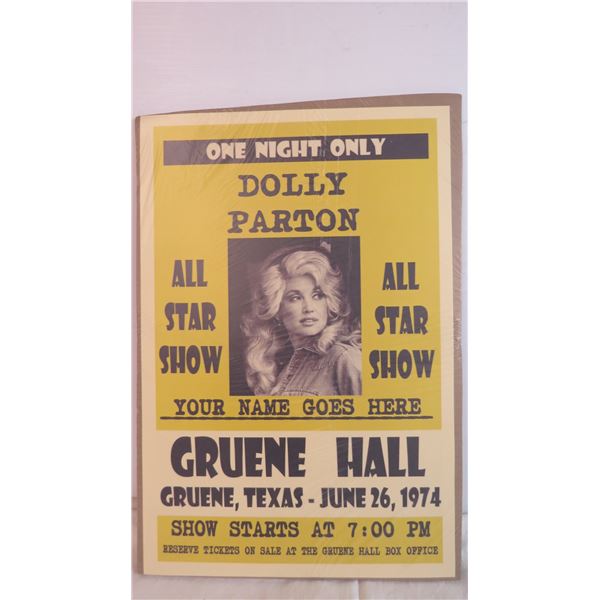 ONE NIGHT ONLY
DOLLY
PARTON
ALL
STAR
SHOW
ALL
STAR
SHOW
YOUR NAME GOES HERE
GRUENE HALL
GRUENE, TEXAS - JUNE 26, 1974
SHOW STARTS AT 7:00 PM
RESERVE TICKETS ON SALE AT THE GRUENE HALL BOX OFFICE